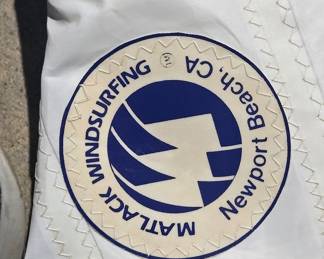 MATLACK WINDSURFING
Newport Beach, CA